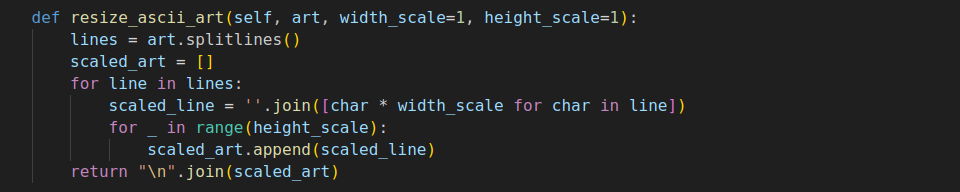 def resize_ascii_art(self, art, width_scale=1, height_scale=1):
    lines = art.splitlines()
    scaled_art = []
    for line in lines:
        scaled_line = ''.join([char * width_scale for char in line])
        for _ in range(height_scale):
            scaled_art.append(scaled_line)
    return "\n".join(scaled_art)